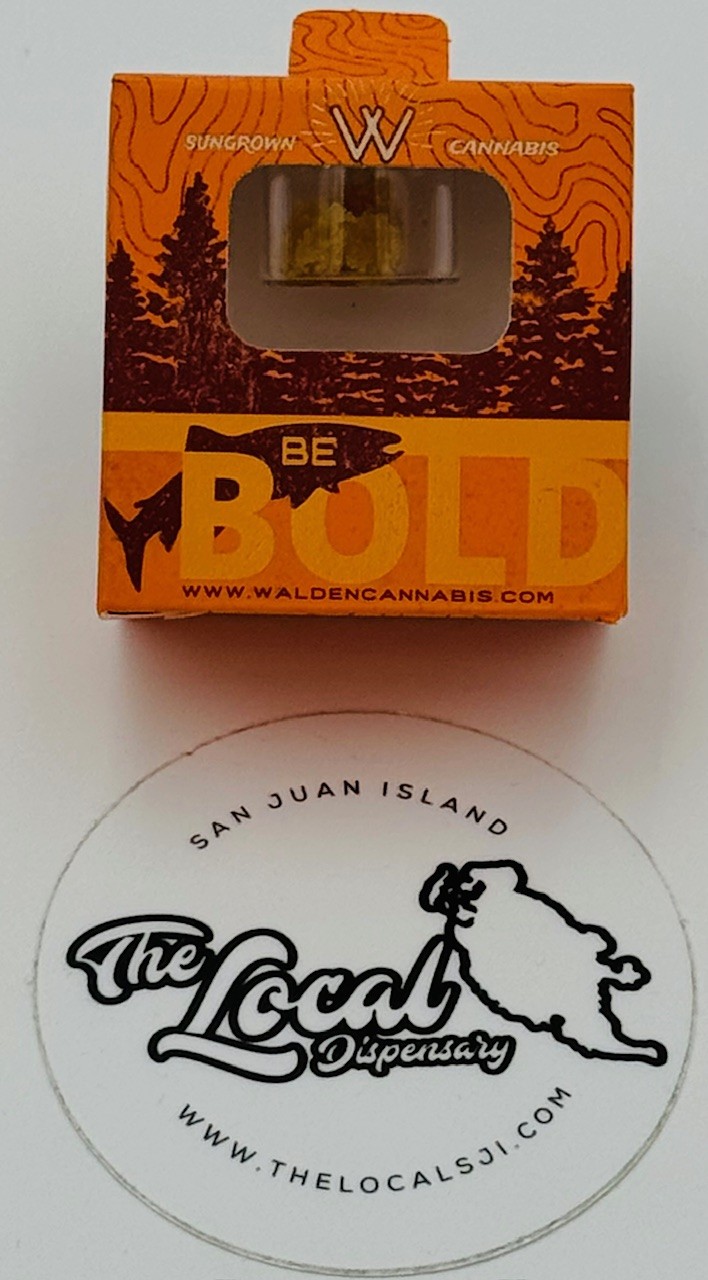 W
SUNGROWN CANNABIS
BE
BOLD
WWW.WALDENCANNABIS.COM
SAN JUAN ISLAND
The Local
Dispensary
WWW.THELOCALSJI.COM